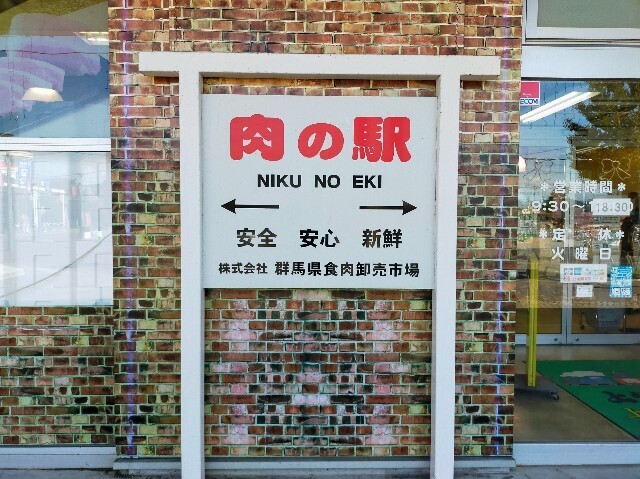 肉の駅
NIKU NO EKI
安全 安心 新鮮
株式会社 群馬県食肉卸売市場
SECOM
*営業時間*
9:30~18:30
*定 休*
火曜日